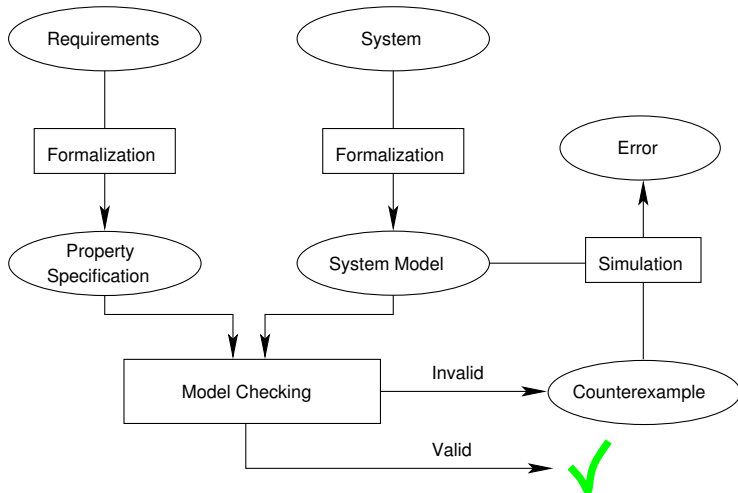 Requirements
System
Formalization
Formalization
Error
Property
Specification
System Model
Simulation
Model Checking
Invalid
Counterexample
Valid